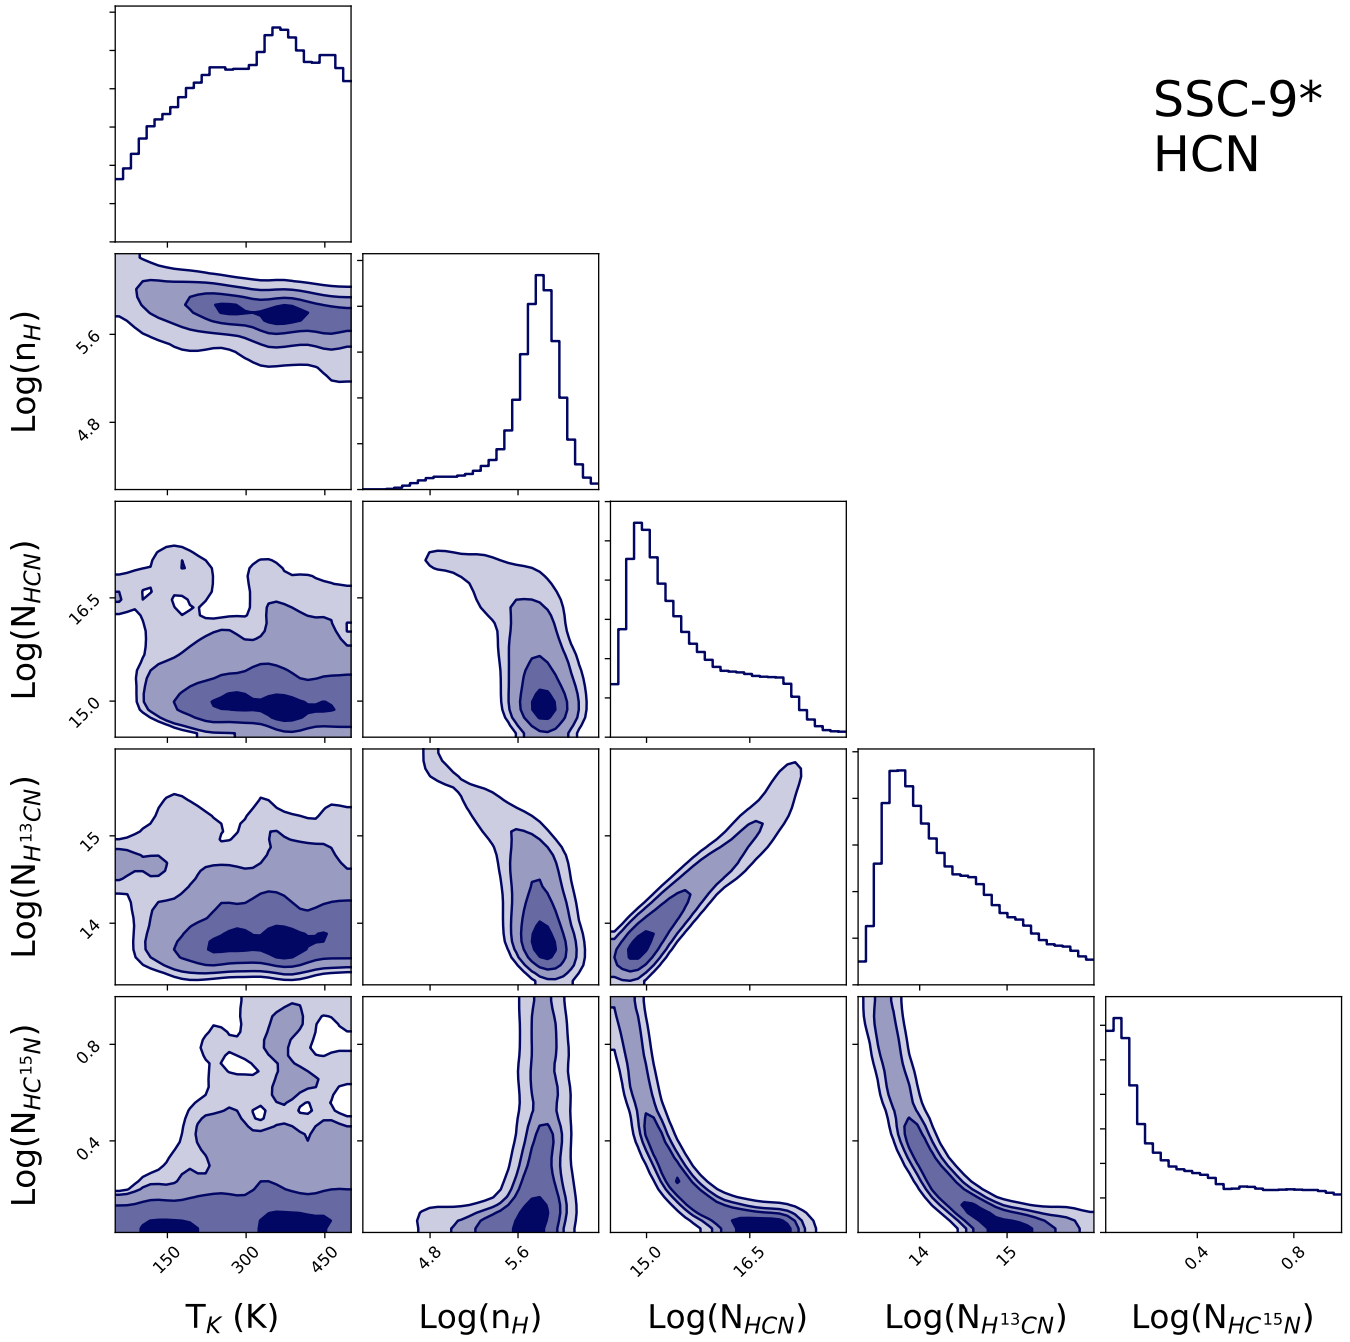 SSC-9*
HCN
Log(n_H)
5.6
4.8
Log(N_HCN)
16.5
15.0
Log(N_H¹³CN)
15
14
Log(N_HC¹⁵N)
0.8
0.4
150 300 450
4.8 5.6
15.0 16.5
14 15
0.4 0.8
T_K (K)
Log(n_H)
Log(N_HCN)
Log(N_H¹³CN)
Log(N_HC¹⁵N)